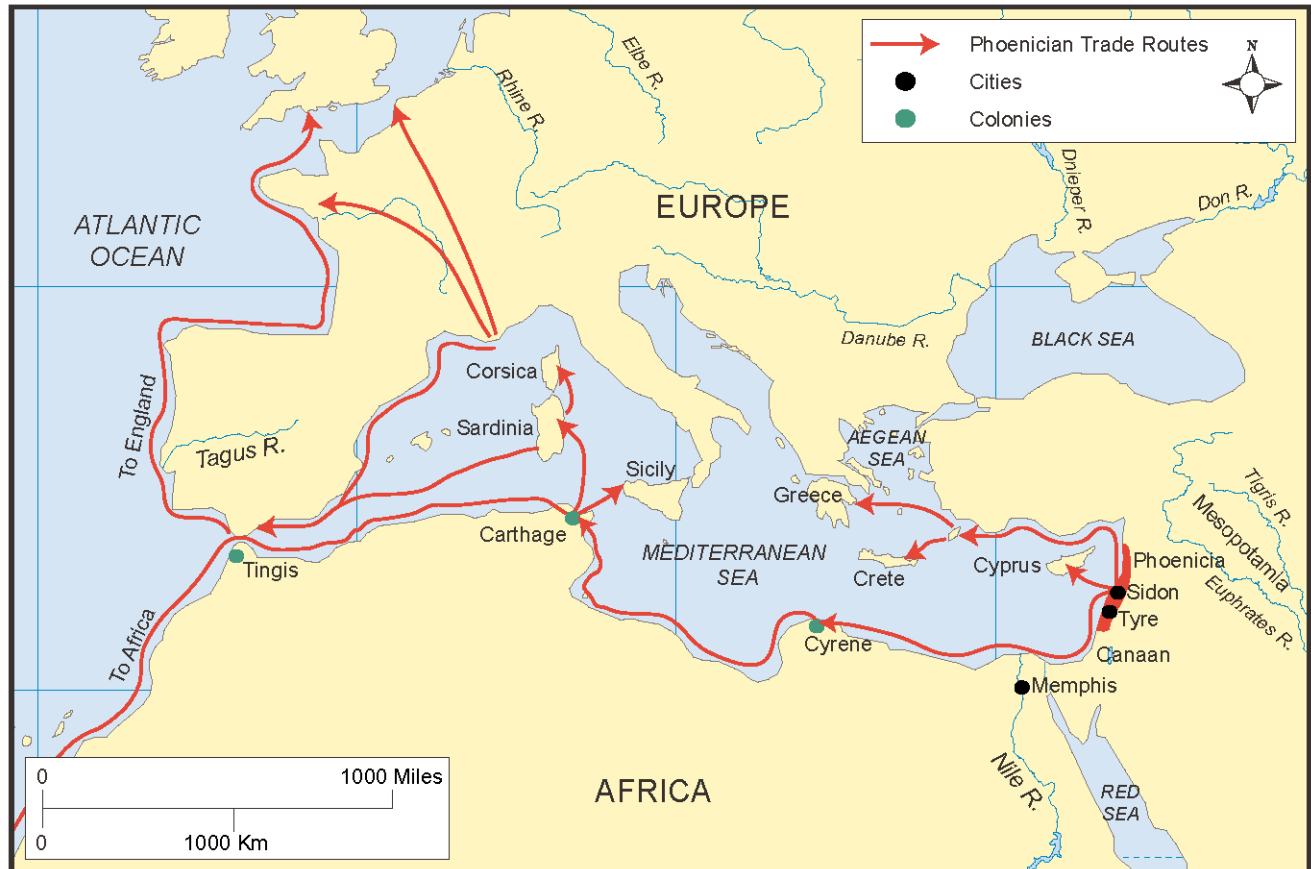 Phoenician Trade Routes
N
Cities
Colonies
Elbe R.
Rhine R.
Dnieper R.
Don R.
EUROPE
ATLANTIC
OCEAN
Danube R.
BLACK SEA
Corsica
Sardinia
To England
Tagus R.
AEGEAN
SEA
Sicily
Greece
Tigris R.
Mesopotamia
Carthage
MEDITERRANEAN
SEA
Crete
Cyprus
Phoenicia
Euphrates R.
Tingis
Sidon
Tyre
To Africa
Cyrene
Canaan
Memphis
Nile R.
RED
SEA
AFRICA
0
1000 Miles
0
1000 Km